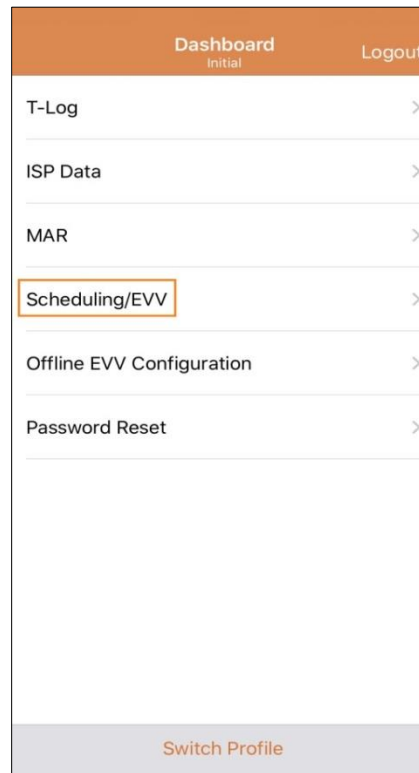 Dashboard
Initial
Logout
T-Log
ISP Data
MAR
Scheduling/EVV
Offline EVV Configuration
Password Reset
Switch Profile